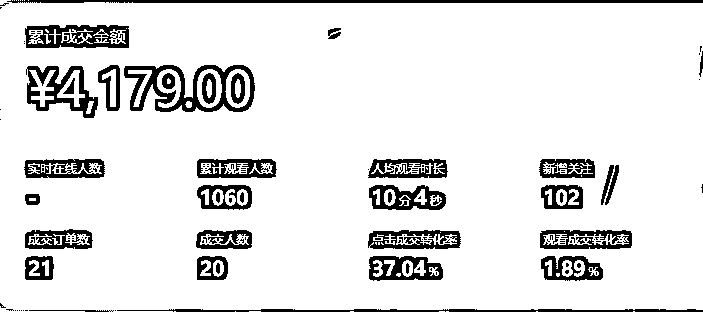 累计成交金额
¥4,179.00
实时在线人数 累计观看人数 人均观看时长 新增关注
- 1060 10分4秒 102
成交订单数 成交人数 点击成交转化率 观看成交转化率
21 20 37.04% 1.89%